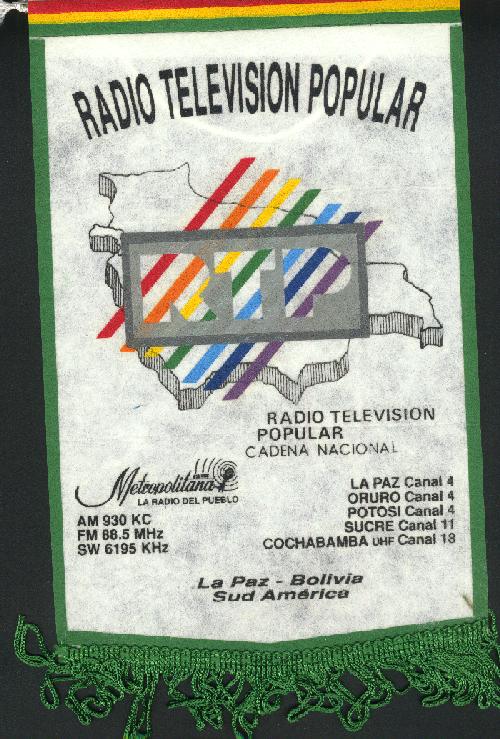 RADIO TELEVISION POPULAR
RTP
RADIO TELEVISION
POPULAR
CADENA NACIONAL
Metropolitana
LA RADIO DEL PUEBLO
AM 930 KC
FM 88.5 MHz
SW 6195 KHz
LA PAZ Canal 4
ORURO Canal 4
POTOSI Canal 4
SUCRE Canal 11
COCHABAMBA UHF Canal 18
La Paz - Bolivia
Sud América